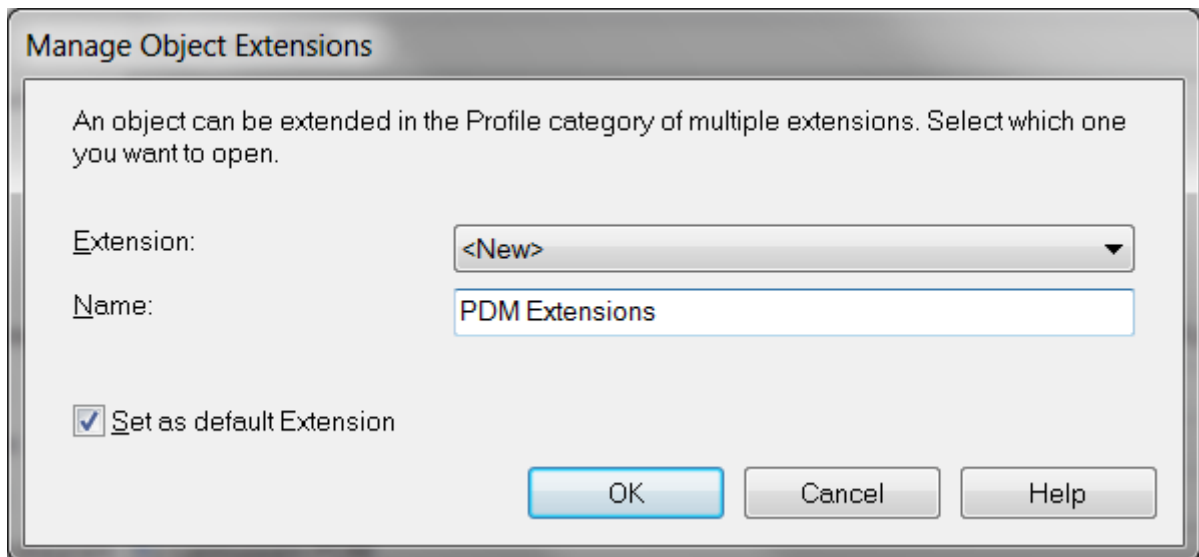 Manage Object Extensions
An object can be extended in the Profile category of multiple extensions. Select which one
you want to open.
Extension:
<New>
Name:
PDM Extensions
Set as default Extension
OK Cancel Help